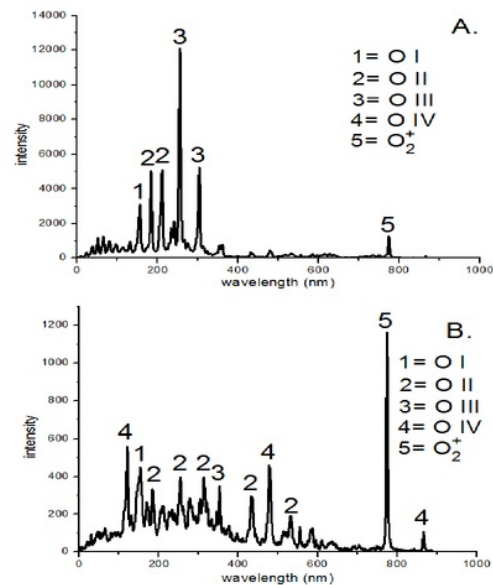 14000
12000
10000
8000
6000
4000
2000
0
intensity
A.
1= O I
2= O II
3= O III
4= O IV
5= O₂⁺
1
2
2
3
3
5
0
200
400
600
800
1000
wavelength (nm)
1200
1000
800
600
400
200
0
intensity
B.
1= O I
2= O II
3= O III
4= O IV
5= O₂⁺
4
1
2
2
2
3
2
4
2
5
4
0
200
400
600
800
1000
wavelength (nm)